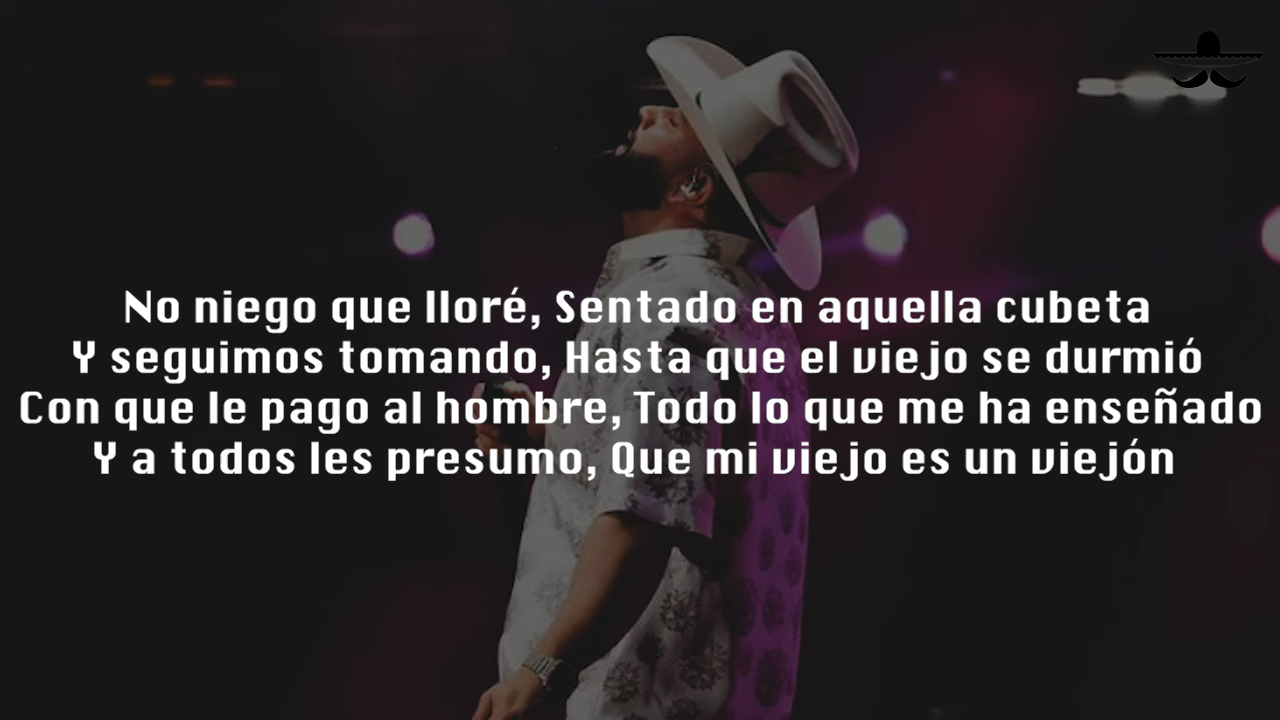 No niego que lloré, Sentado en aquella cubeta
Y seguimos tomando, Hasta que el viejo se durmió
Con que le pago al hombre, Todo lo que me ha enseñado
Y a todos les presumo, Que mi viejo es un viejón